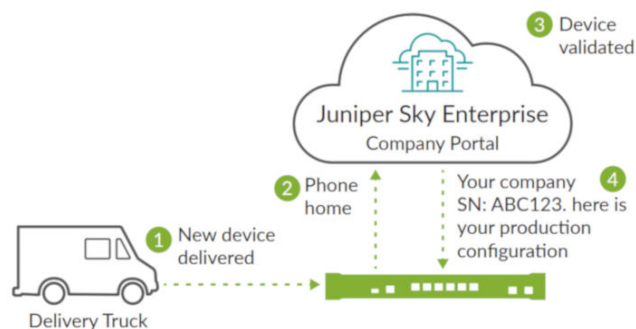 3 Device
validated
Juniper Sky Enterprise
Company Portal
2 Phone
home
Your company 4
SN: ABC123. here is
your production
configuration
1 New device
delivered
Delivery Truck